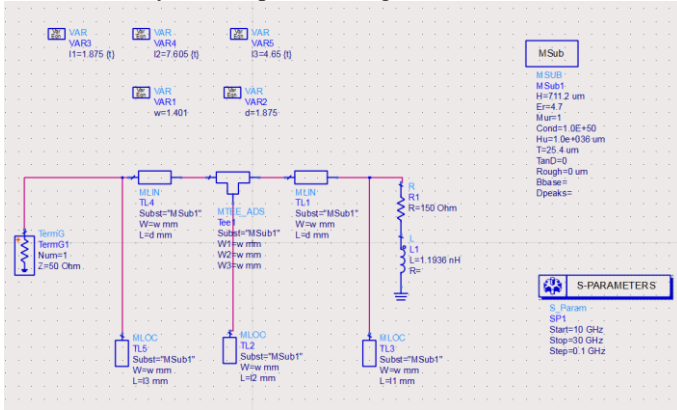 VAR
VAR3
l1=1.875 {t}
VAR
VAR4
l2=7.605 {t}
VAR
VAR5
l3=4.65 {t}
VAR
VAR1
w=1.401
VAR
VAR2
d=1.875
MSub
MSUB
MSub1
H=711.2 um
Er=4.7
Mur=1
Cond=1.0E+50
Hu=1.0e+036 um
T=25.4 um
TanD=0
Rough=0 um
Bbase=
Dpeaks=
MLIN
TL4
Subst="MSub1"
W=w mm
L=d mm
MTEE_ADS
Tee1
Subst="MSub1"
W1=w mm
W2=w mm
W3=w mm
MLIN
TL1
Subst="MSub1"
W=w mm
L=d mm
R
R1
R=150 Ohm
L
L1
L=1.1936 nH
R=
TermG
TermG1
Num=1
Z=50 Ohm
MLOC
TL5
Subst="MSub1"
W=w mm
L=l3 mm
MLOC
TL2
Subst="MSub1"
W=w mm
L=l2 mm
MLOC
TL3
Subst="MSub1"
W=w mm
L=l1 mm
S-PARAMETERS
S_Param
SP1
Start=10 GHz
Stop=30 GHz
Step=0.1 GHz